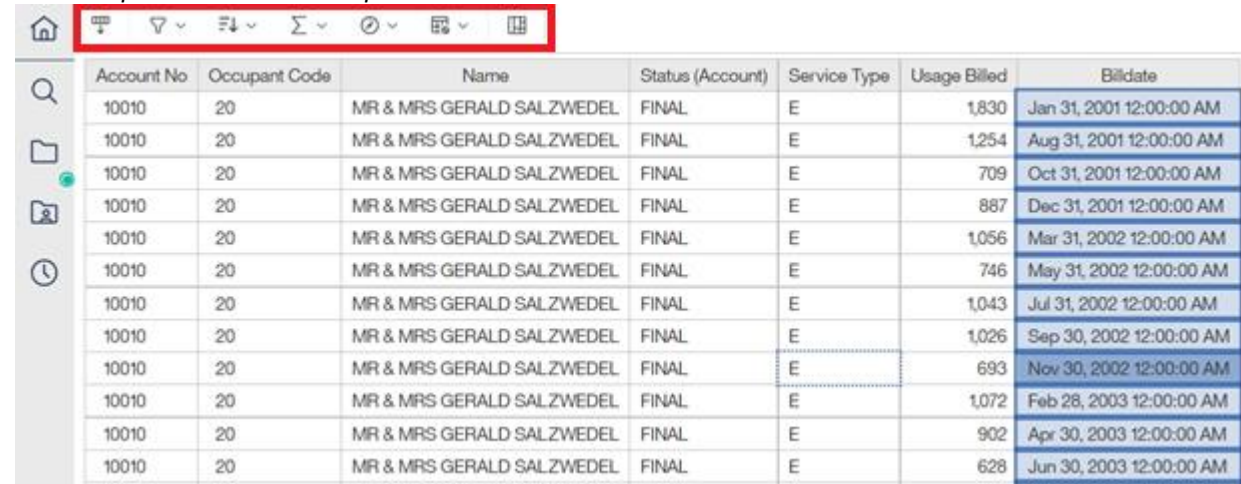 Account No Occupant Code Name Status (Account) Service Type Usage Billed Billdate
10010 20 MR & MRS GERALD SALZWEDEL FINAL E 1,830 Jan 31, 2001 12:00:00 AM
10010 20 MR & MRS GERALD SALZWEDEL FINAL E 1,254 Aug 31, 2001 12:00:00 AM
10010 20 MR & MRS GERALD SALZWEDEL FINAL E 709 Oct 31, 2001 12:00:00 AM
10010 20 MR & MRS GERALD SALZWEDEL FINAL E 887 Dec 31, 2001 12:00:00 AM
10010 20 MR & MRS GERALD SALZWEDEL FINAL E 1,056 Mar 31, 2002 12:00:00 AM
10010 20 MR & MRS GERALD SALZWEDEL FINAL E 746 May 31, 2002 12:00:00 AM
10010 20 MR & MRS GERALD SALZWEDEL FINAL E 1,043 Jul 31, 2002 12:00:00 AM
10010 20 MR & MRS GERALD SALZWEDEL FINAL E 1,026 Sep 30, 2002 12:00:00 AM
10010 20 MR & MRS GERALD SALZWEDEL FINAL E 693 Nov 30, 2002 12:00:00 AM
10010 20 MR & MRS GERALD SALZWEDEL FINAL E 1,072 Feb 28, 2003 12:00:00 AM
10010 20 MR & MRS GERALD SALZWEDEL FINAL E 902 Apr 30, 2003 12:00:00 AM
10010 20 MR & MRS GERALD SALZWEDEL FINAL E 628 Jun 30, 2003 12:00:00 AM